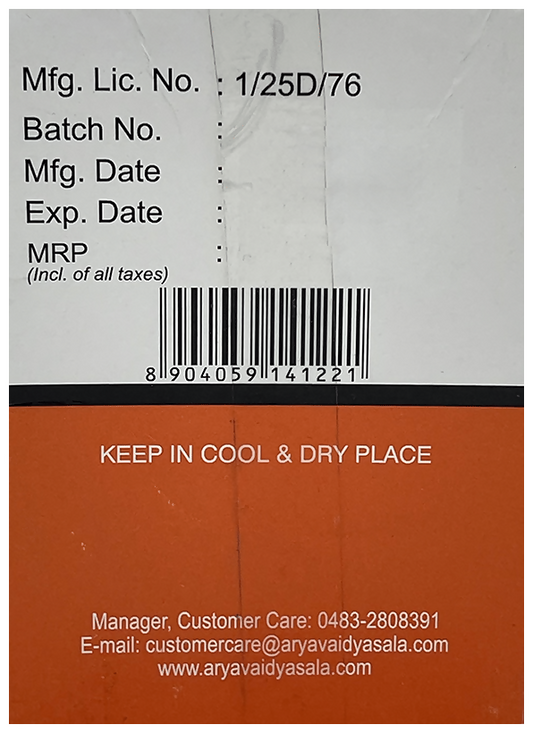 Mfg. Lic. No. : 1/25D/76
Batch No. :
Mfg. Date :
Exp. Date :
MRP :
(Incl. of all taxes)
8 904059 141221
KEEP IN COOL & DRY PLACE
Manager, Customer Care: 0483-2808391
E-mail: customercare@aryavaidyasala.com
www.aryavaidyasala.com